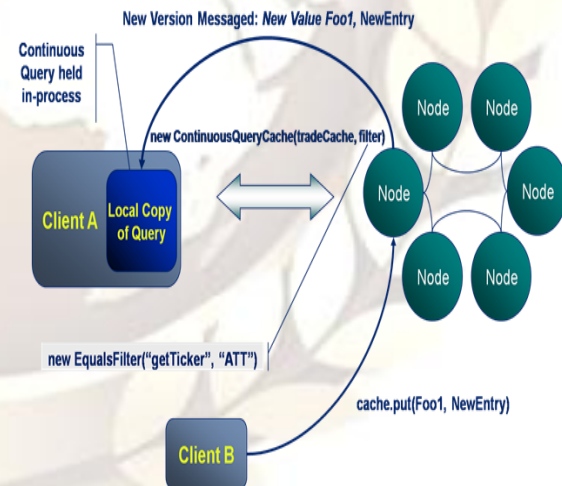 New Version Messaged: New Value Foo1, NewEntry
Continuous
Query held
in-process
new ContinuousQueryCache(tradeCache, filter)
Client A
Local Copy
of Query
Node
Node
Node
Node
Node
Node
new EqualsFilter(“getTicker”, “ATT”)
cache.put(Foo1, NewEntry)
Client B